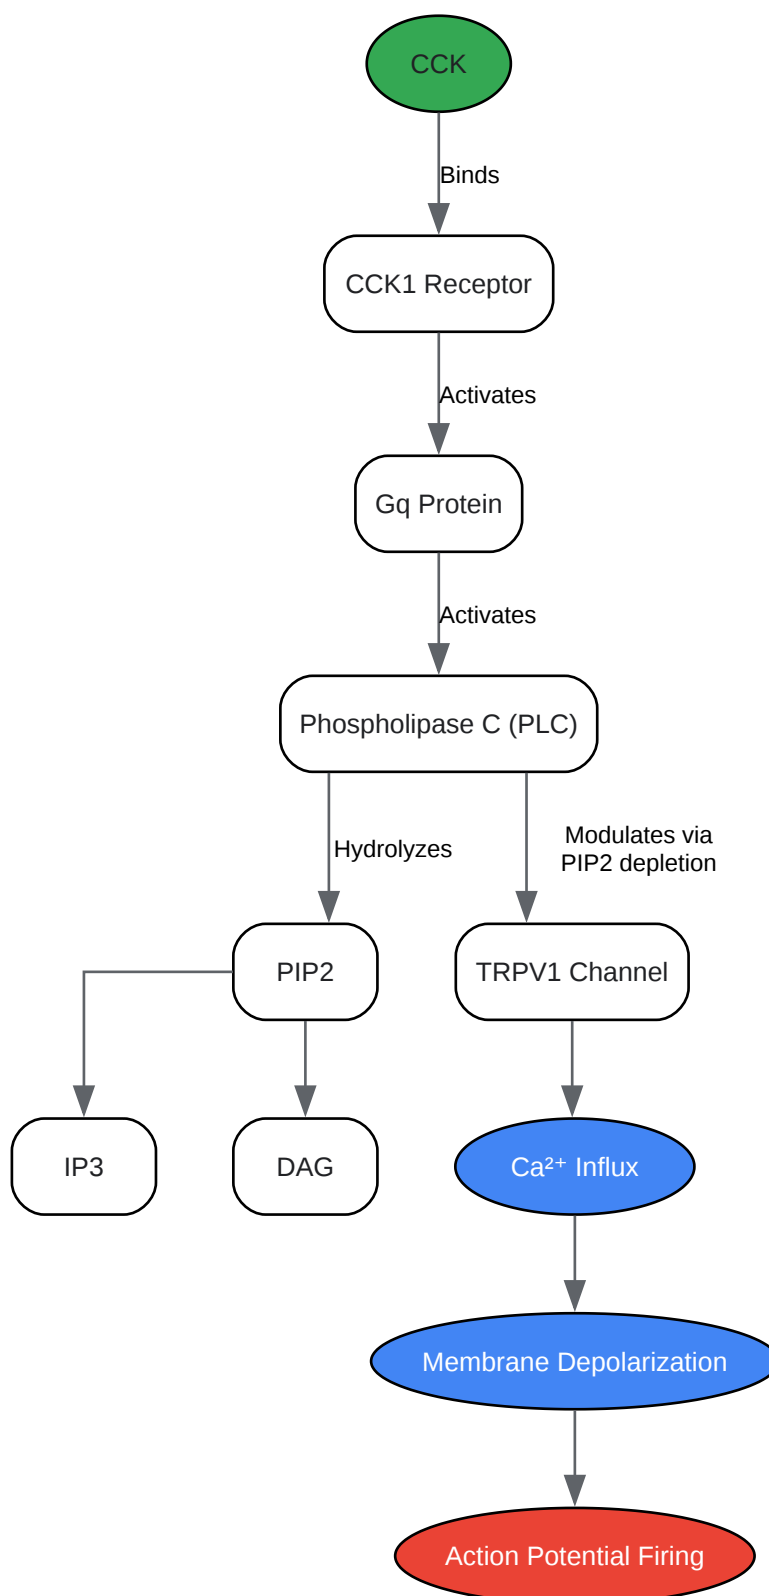 CCK
Binds
CCK1 Receptor
Activates
Gq Protein
Activates
Phospholipase C (PLC)
Hydrolyzes
Modulates via
PIP2 depletion
PIP2
TRPV1 Channel
IP3
DAG
Ca²⁺ Influx
Membrane Depolarization
Action Potential Firing